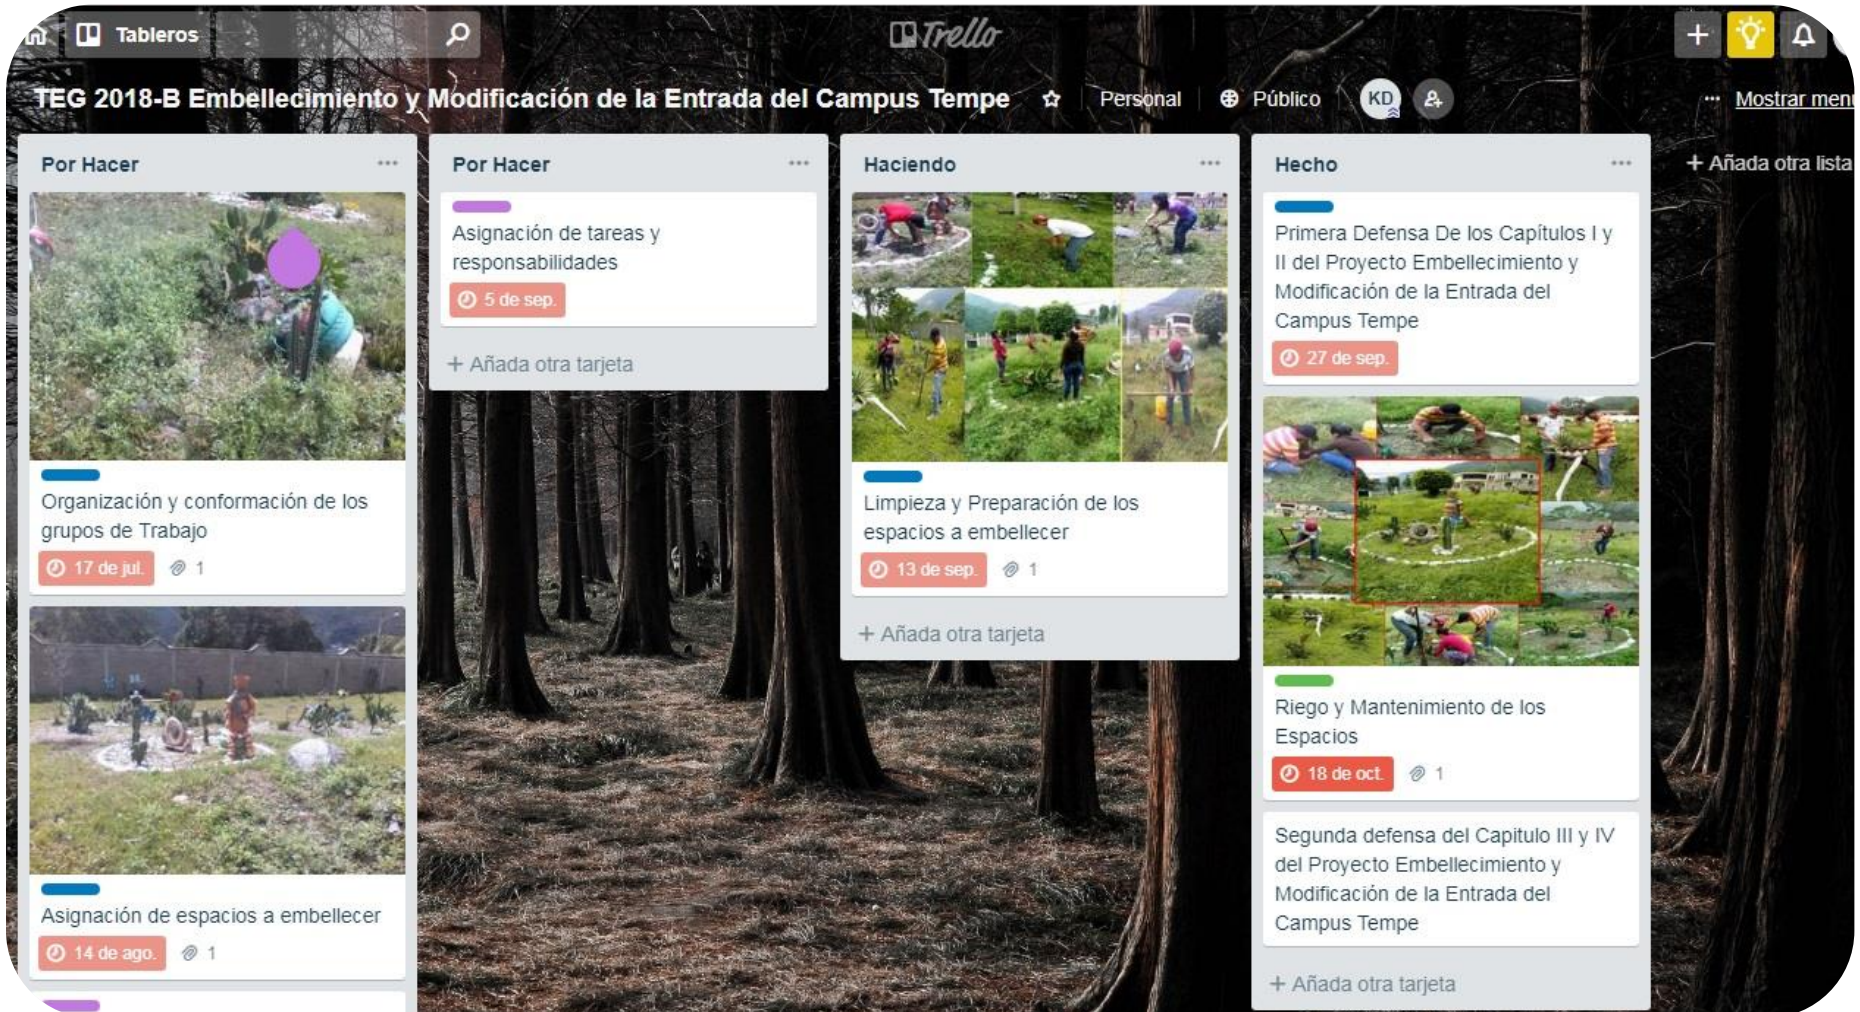 Tableros
Trello
TEG 2018-B Embellecimiento y Modificación de la Entrada del Campus Tempe
Personal
Público
KD
Mostrar menú
Por Hacer
Organización y conformación de los
grupos de Trabajo
17 de jul.
1
Asignación de espacios a embellecer
14 de ago.
1
Por Hacer
Asignación de tareas y
responsabilidades
5 de sep.
+ Añada otra tarjeta
Haciendo
Limpieza y Preparación de los
espacios a embellecer
13 de sep.
1
+ Añada otra tarjeta
Hecho
Primera Defensa De los Capítulos I y
II del Proyecto Embellecimiento y
Modificación de la Entrada del
Campus Tempe
27 de sep.
Riego y Mantenimiento de los
Espacios
18 de oct.
1
Segunda defensa del Capitulo III y IV
del Proyecto Embellecimiento y
Modificación de la Entrada del
Campus Tempe
+ Añada otra tarjeta
+ Añada otra lista